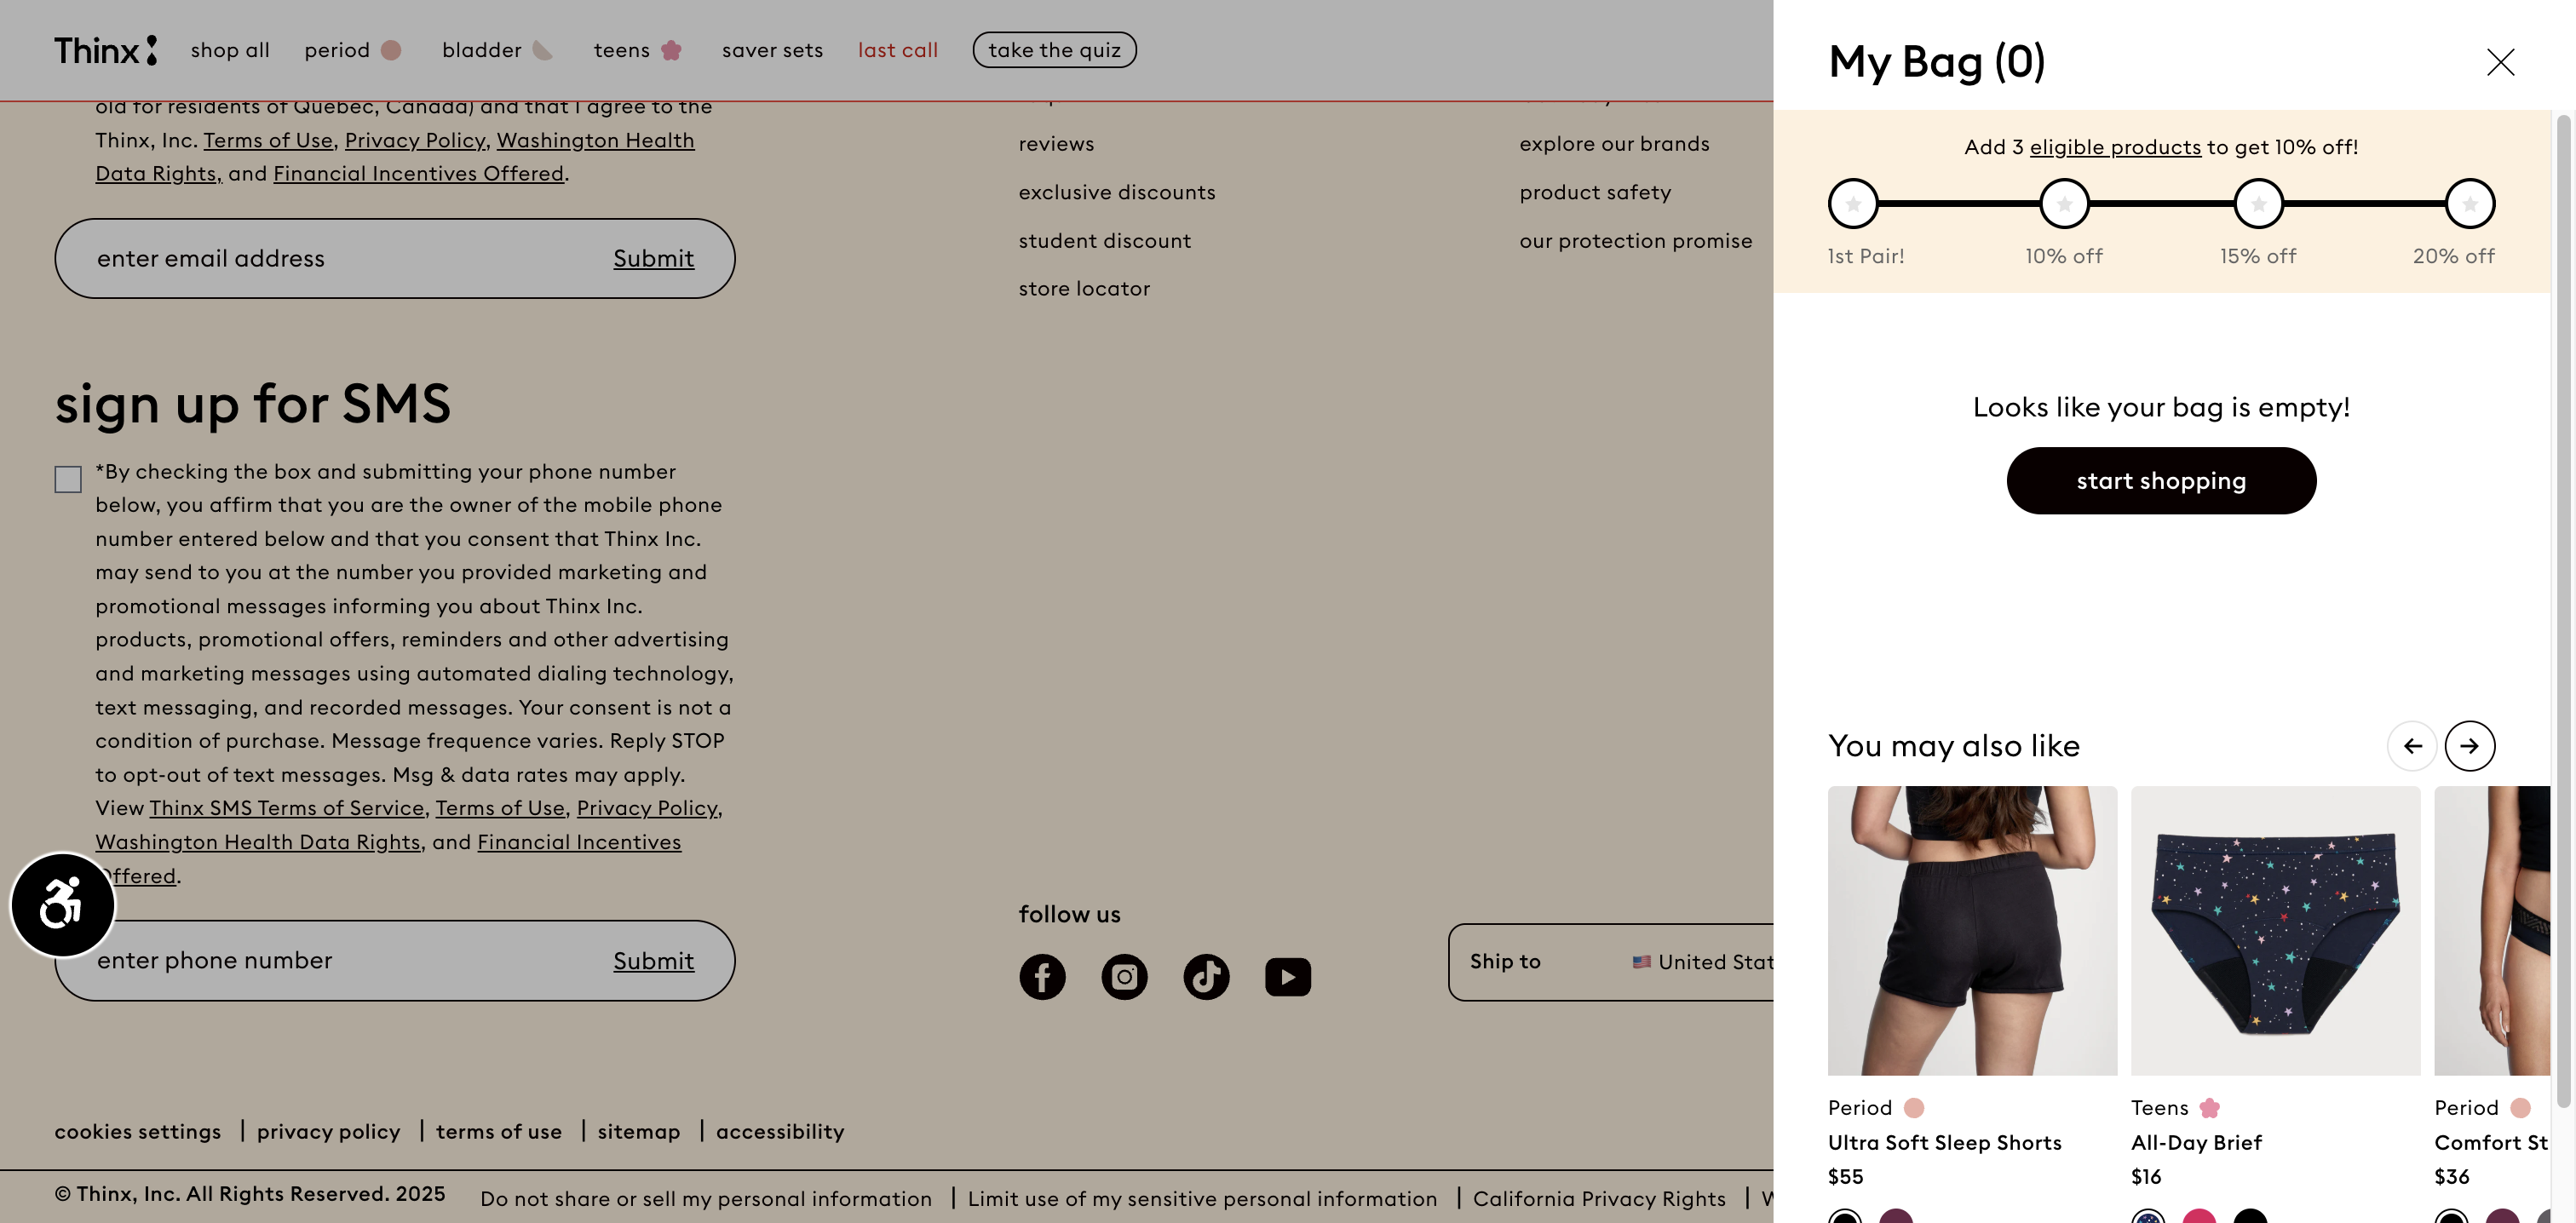 Thinx
shop all
period
bladder
teens
saver sets
last call
take the quiz
old for residents of Quebec, Canada) and that I agree to the
Thinx, Inc. Terms of Use, Privacy Policy, Washington Health
Data Rights, and Financial Incentives Offered.
enter email address
Submit
sign up for SMS
*By checking the box and submitting your phone number
below, you affirm that you are the owner of the mobile phone
number entered below and that you consent that Thinx Inc.
may send to you at the number you provided marketing and
promotional messages informing you about Thinx Inc.
products, promotional offers, reminders and other advertising
and marketing messages using automated dialing technology,
text messaging, and recorded messages. Your consent is not a
condition of purchase. Message frequence varies. Reply STOP
to opt-out of text messages. Msg & data rates may apply.
View Thinx SMS Terms of Service, Terms of Use, Privacy Policy,
Washington Health Data Rights, and Financial Incentives
Offered.
enter phone number
Submit
reviews
exclusive discounts
student discount
store locator
explore our brands
product safety
our protection promise
follow us
Ship to
🇺🇸 United Stat
cookies settings | privacy policy | terms of use | sitemap | accessibility
© Thinx, Inc. All Rights Reserved. 2025
Do not share or sell my personal information | Limit use of my sensitive personal information | California Privacy Rights |
My Bag (0)
Add 3 eligible products to get 10% off!
1st Pair!
10% off
15% off
20% off
Looks like your bag is empty!
start shopping
You may also like
Period
Ultra Soft Sleep Shorts
$55
Teens
All-Day Brief
$16
Period
Comfort St
$36